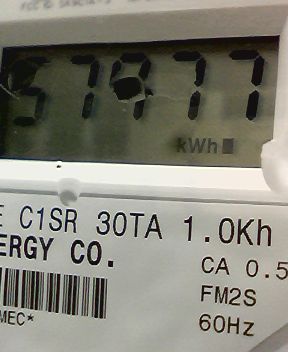 57977
kWh
E C1SR 30TA 1.0Kh
ERGY CO.
CA 0.5
FM2S
MEC*
60Hz